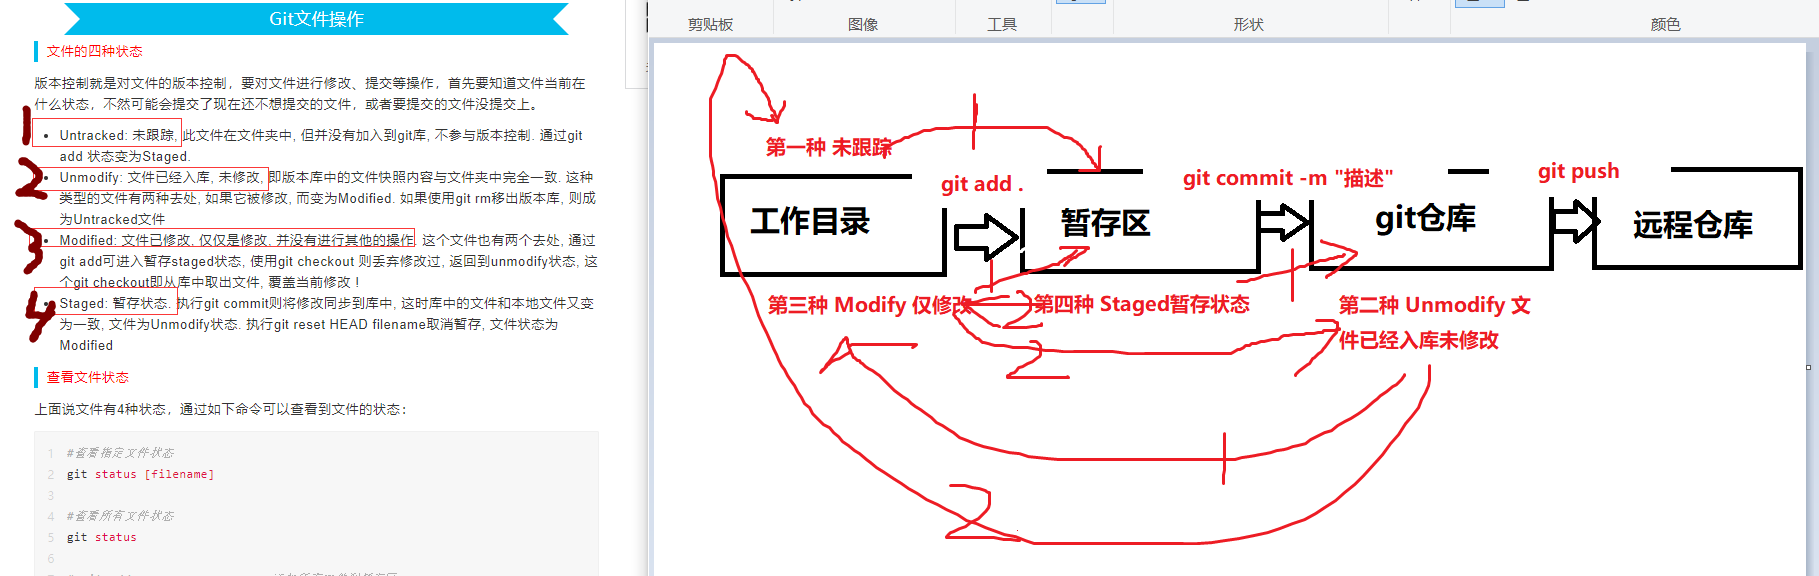 Git文件操作
文件的四种状态
版本控制就是对文件的版本控制，要对文件进行修改、提交等操作，首先要知道文件当前在
什么状态，不然可能会提交了现在还不想提交的文件，或者要提交的文件没提交上。
1
Untracked: 未跟踪, 此文件在文件夹中, 但并没有加入到git库, 不参与版本控制. 通过git
add 状态变为Staged.
2
Unmodify: 文件已经入库, 未修改, 即版本库中的文件快照内容与文件夹中完全一致. 这种
类型的文件有两种去处, 如果它被修改, 而变为Modified. 如果使用git rm移出版本库, 则成
为Untracked文件
3
Modified: 文件已修改, 仅仅是修改, 并没有进行其他的操作. 这个文件也有两个去处, 通过
git add可进入暂存staged状态, 使用git checkout 则丢弃修改过, 返回到unmodify状态, 这
个git checkout即从库中取出文件, 覆盖当前修改 !
4
Staged: 暂存状态. 执行git commit则将修改同步到库中, 这时库中的文件和本地文件又变
为一致, 文件为Unmodify状态. 执行git reset HEAD filename取消暂存, 文件状态为
Modified
查看文件状态
上面说文件有4种状态，通过如下命令可以查看到文件的状态：
1 #查看指定文件状态
2 git status [filename]
3
4 #查看所有文件状态
5 git status
6
剪贴板 图像 工具 形状 颜色
第一种 未跟踪
git add .
git commit -m "描述"
git push
工作目录
暂存区
git仓库
远程仓库
第三种 Modify 仅修改
第四种 Staged暂存状态
第二种 Unmodify 文
件已经入库未修改
2
2